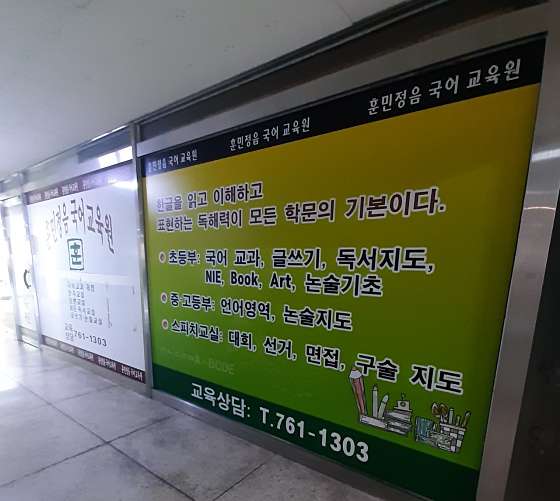 훈민정음 국어 교육원
훈민정음 국어 교육원
훈민정음 국어 교육원
한글을 읽고 이해하고
표현하는 독해력이 모든 학문의 기본이다.
초등부: 국어 교과, 글쓰기, 독서지도,
NIE, Book, Art, 논술기초
중·고등부: 언어영역, 논술지도
스피치교실: 대회, 선거, 면접, 구술 지도
교육상담: T.761-1303
훈민정음 국어교육원
훈
교육
상담
761-1303